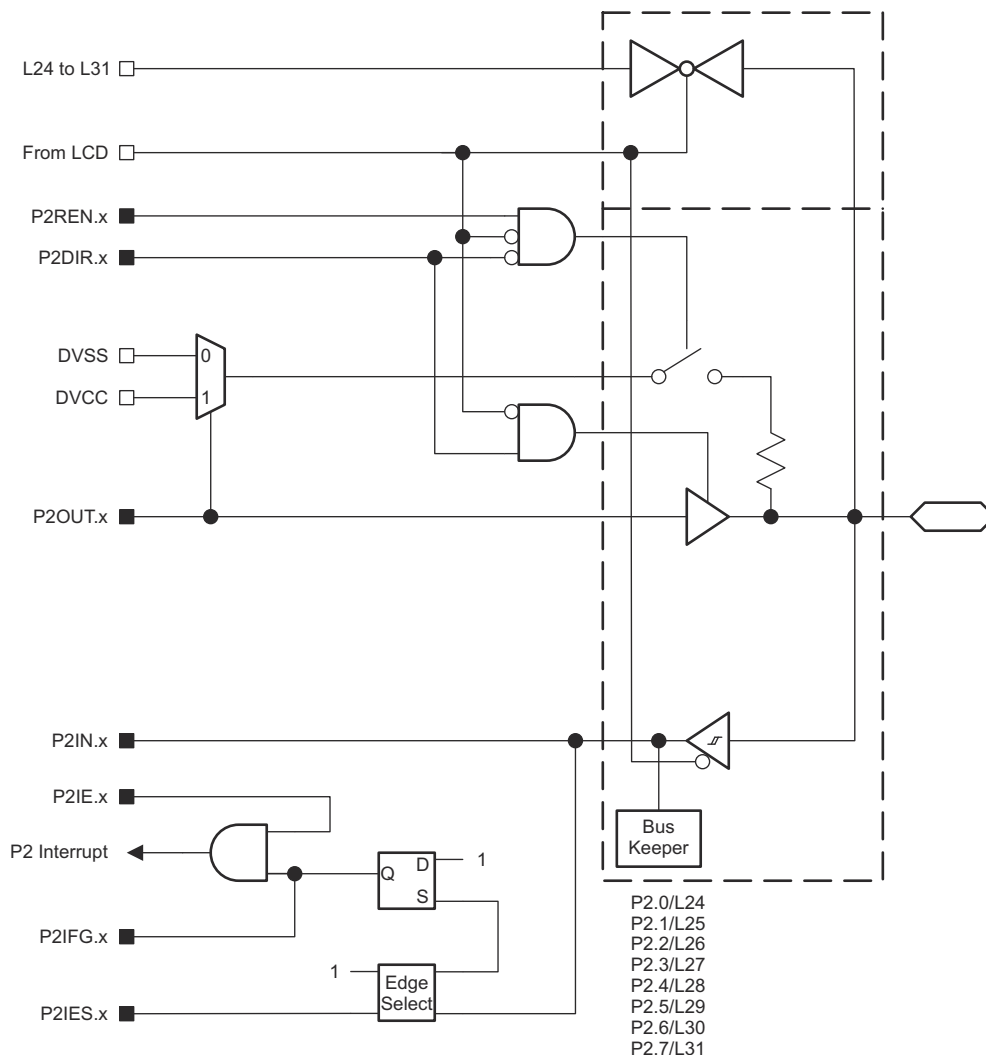 L24 to L31
From LCD
P2REN.x
P2DIR.x
DVSS
0
DVCC
1
P2OUT.x
P2IN.x
P2IE.x
Bus
Keeper
P2 Interrupt
D
1
Q
S
P2IFG.x
1
Edge
Select
P2IES.x
P2.0/L24
P2.1/L25
P2.2/L26
P2.3/L27
P2.4/L28
P2.5/L29
P2.6/L30
P2.7/L31